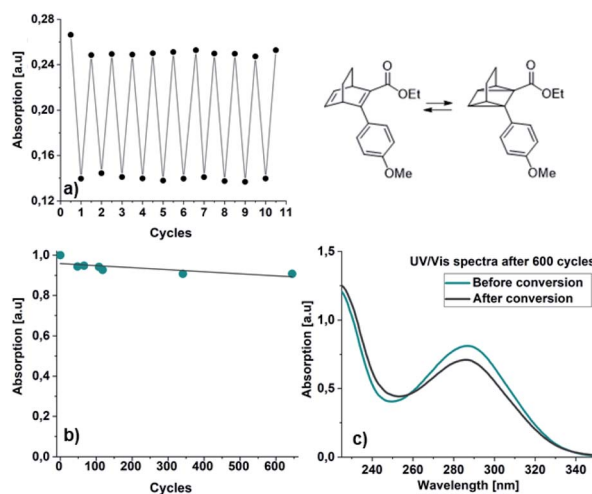 0,28
0,24
0,20
0,16
0,12
Absorption [a.u]
a)
0 1 2 3 4 5 6 7 8 9 10 11
Cycles
O
OEt
OMe
O
OEt
OMe
1,0
0,8
0,6
0,4
0,2
0,0
Absorption [a.u]
b)
0 100 200 300 400 500 600
Cycles
UV/Vis spectra after 600 cycles
Before conversion
After conversion
1,5
1,0
0,5
0,0
Absorption [a.u]
c)
240 260 280 300 320 340
Wavelength [nm]